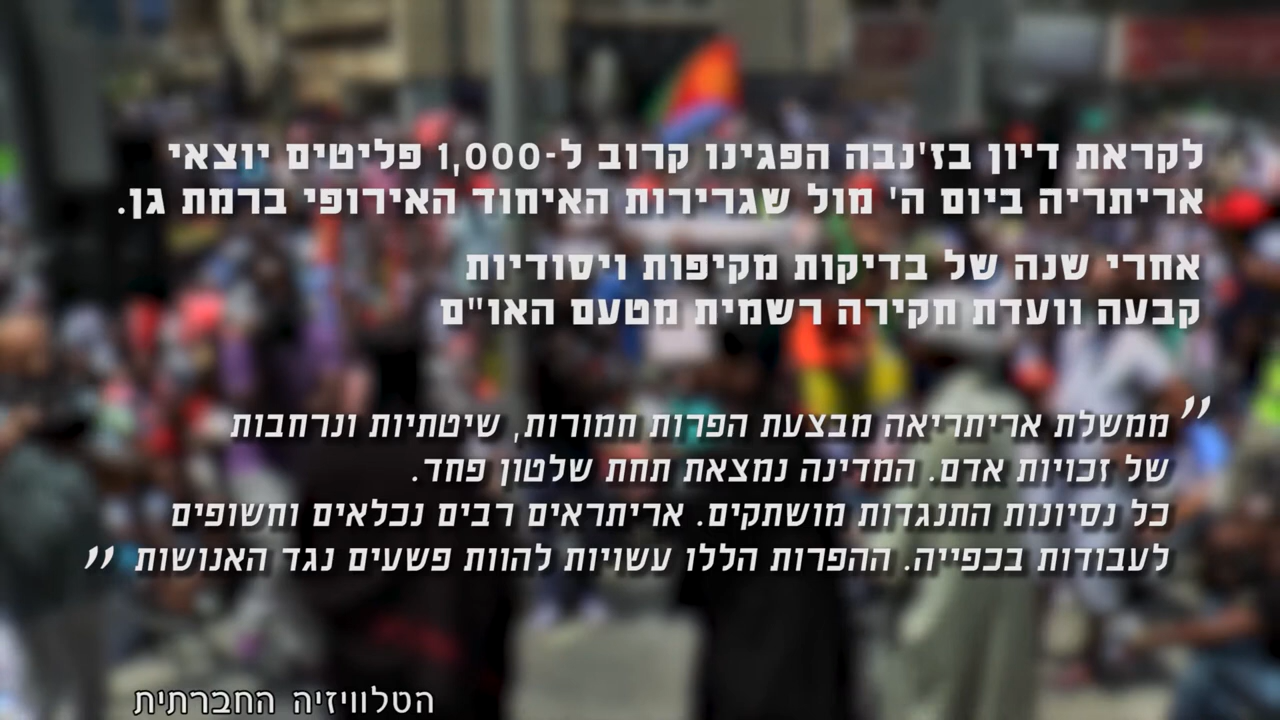 לקראת דיון בז'נבה הפגינו קרוב ל-1,000 פליטים יוצאי
אריתריה ביום ה' מול שגרירות האיחוד האירופי ברמת גן.
אחרי שנה של בדיקות מקיפות ויסודיות
קבעה וועדת חקירה רשמית מטעם האו"ם
"ממשלת אריתריאה מבצעת הפרות חמורות, שיטתיות ונרחבות
של זכויות אדם. המדינה נמצאת תחת שלטון פחד.
כל נסיונות התנגדות מושתקים. אריתראים רבים נכלאים וחשופים
לעבודות בכפייה. ההפרות הללו עשויות להוות פשעים נגד האנושות"
הטלוויזיה החברתית